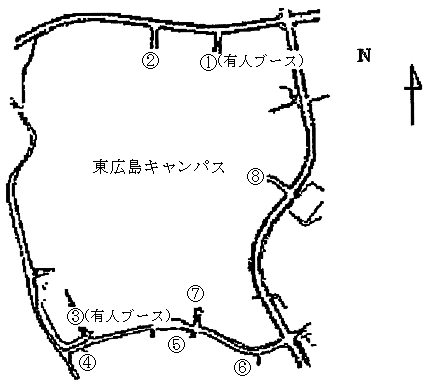 ② ①(有人ブース)
N
東広島キャンパス
⑧
⑦
③(有人ブース)
④ ⑤ ⑥